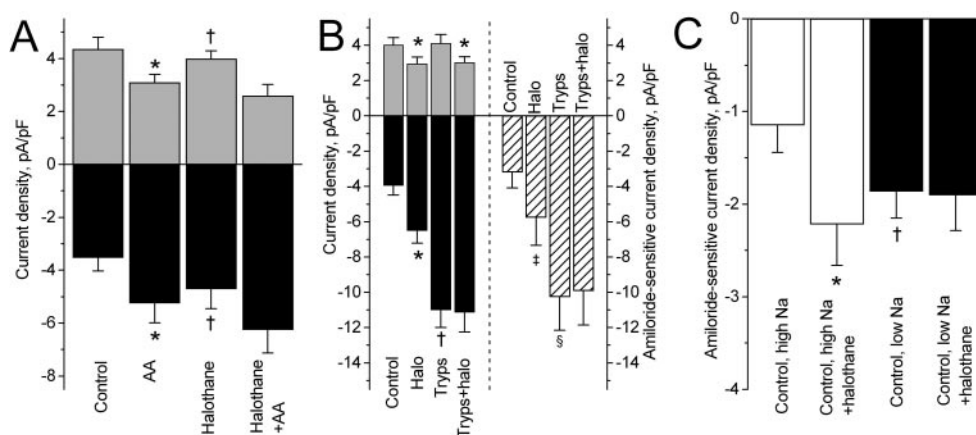 A
Current density, pA/pF
4
2
0
-2
-4
-6
-8
†
*
*
†
Control
AA
Halothane
Halothane
+AA
B
Current density, pA/pF
4
2
0
-2
-4
-6
-8
-10
-12
-14
*
*
*
†
Control
Halo
Tryps
Tryps+halo
Control
Halo
Tryps
Tryps+halo
‡
§
4
2
0
-2
-4
-6
-8
-10
-12
-14
Amiloride-sensitive current density, pA/pF
C
Amiloride-sensitive current density, pA/pF
0
-1
-2
-3
-4
*
†
Control, high Na
Control, high Na
+halothane
Control, low Na
Control, low Na
+halothane